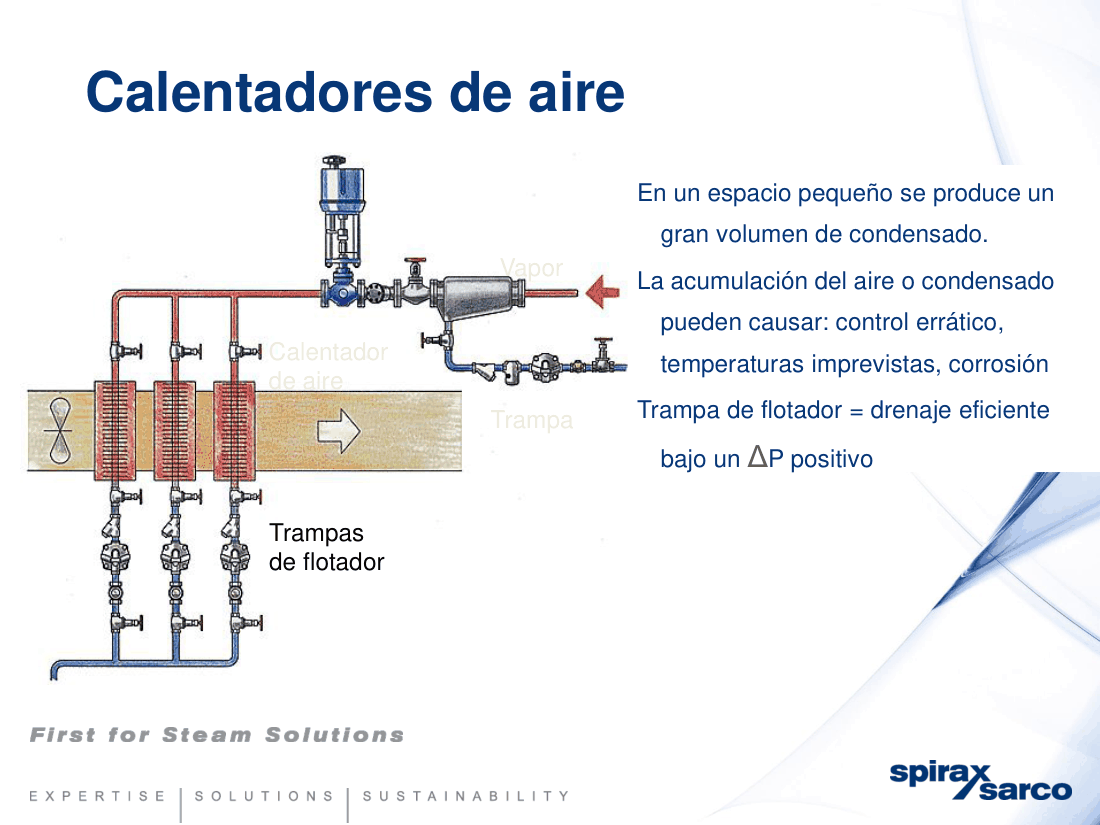 Calentadores de aire
En un espacio pequeño se produce un
gran volumen de condensado.
La acumulación del aire o condensado
pueden causar: control errático,
temperaturas imprevistas, corrosión
Trampa de flotador = drenaje eficiente
bajo un ΔP positivo
Vapor
Calentador
de aire
Trampa
Trampas
de flotador
First for Steam Solutions
EXPERTISE
SOLUTIONS
SUSTAINABILITY
spirax
sarco